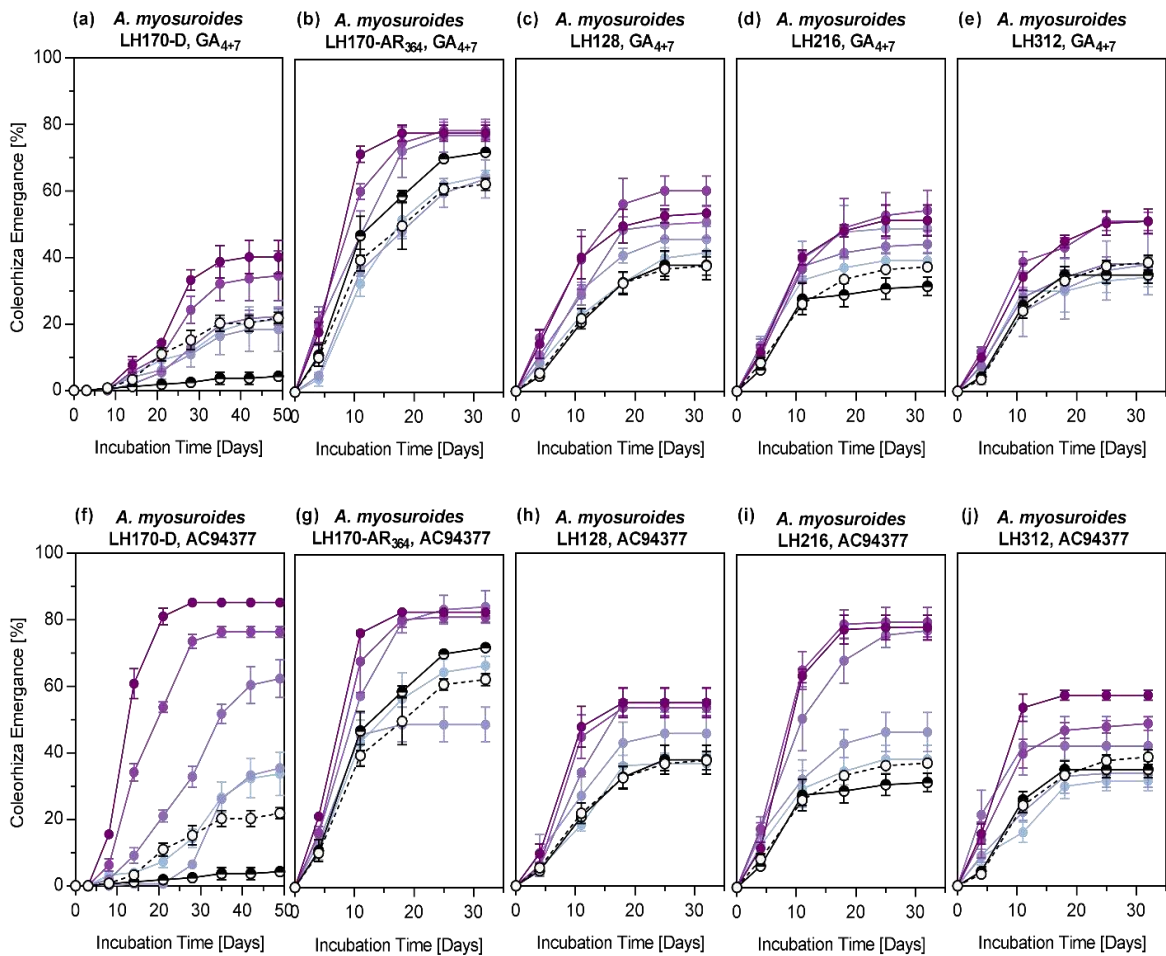 (a) A. myosuroides
LH170-D, GA4+7
(b) A. myosuroides
LH170-AR364, GA4+7
(c) A. myosuroides
LH128, GA4+7
(d) A. myosuroides
LH216, GA4+7
(e) A. myosuroides
LH312, GA4+7
Coleorhiza Emergance [%]
100
80
60
40
20
0
0 10 20 30 40 50
0 10 20 30
0 10 20 30
0 10 20 30
0 10 20 30
Incubation Time [Days]
Incubation Time [Days]
Incubation Time [Days]
Incubation Time [Days]
Incubation Time [Days]
(f) A. myosuroides
LH170-D, AC94377
(g) A. myosuroides
LH170-AR364, AC94377
(h) A. myosuroides
LH128, AC94377
(i) A. myosuroides
LH216, AC94377
(j) A. myosuroides
LH312, AC94377
Coleorhiza Emergance [%]
100
80
60
40
20
0
0 10 20 30 40 50
0 10 20 30
0 10 20 30
0 10 20 30
0 10 20 30
Incubation Time [Days]
Incubation Time [Days]
Incubation Time [Days]
Incubation Time [Days]
Incubation Time [Days]